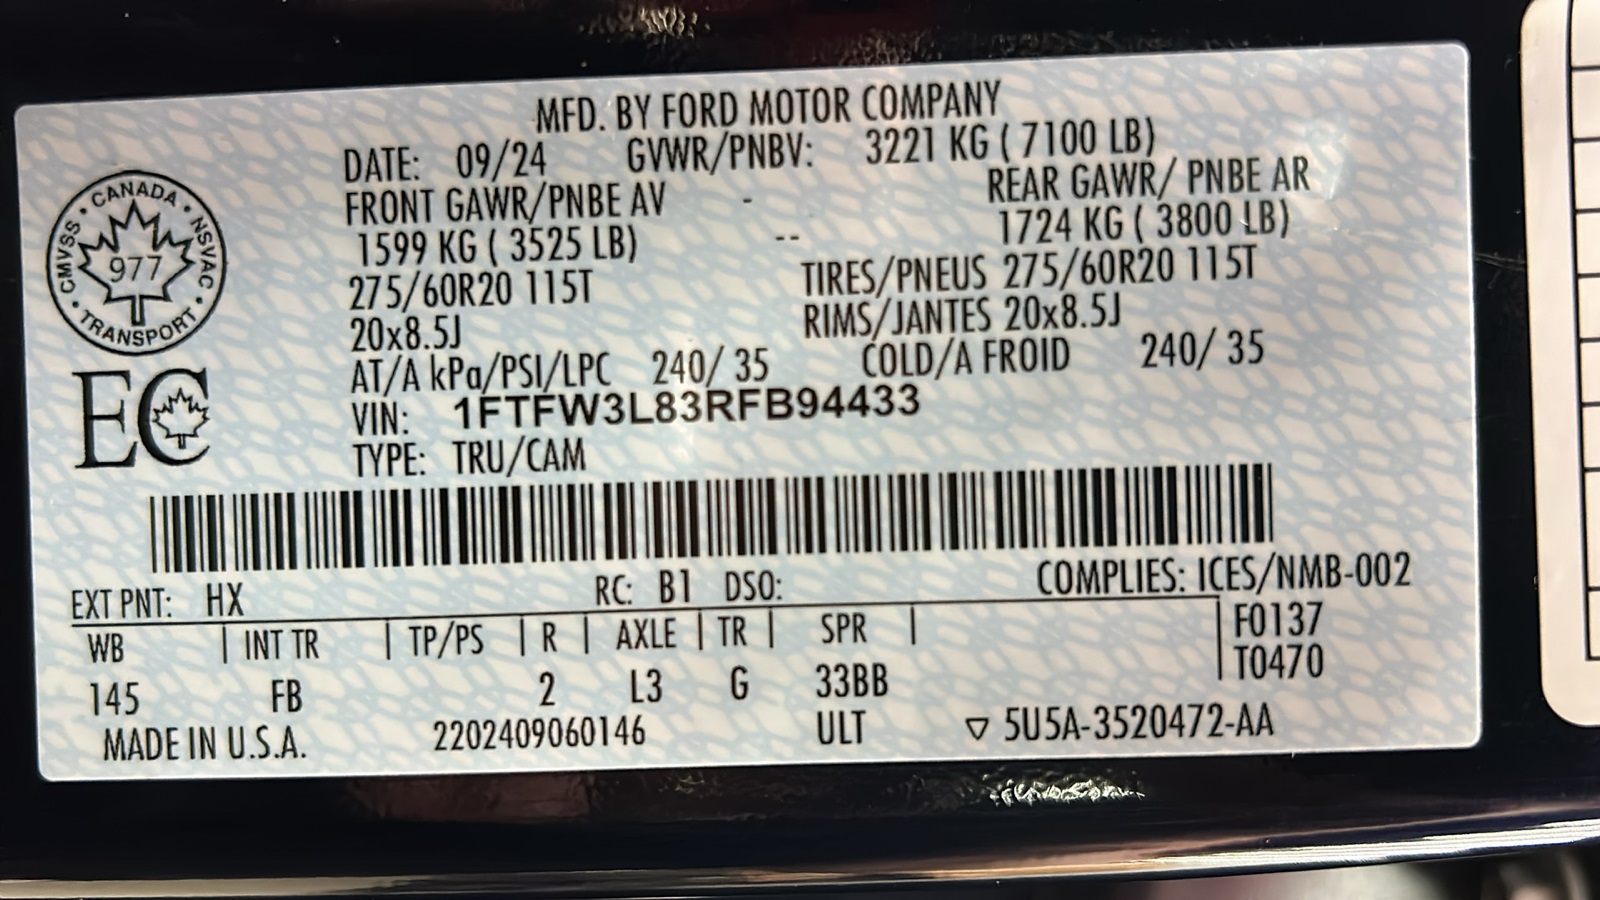 MFD. BY FORD MOTOR COMPANY
DATE: 09/24 GVWR/PNBV: 3221 KG ( 7100 LB)
FRONT GAWR/PNBE AV - REAR GAWR/ PNBE AR
1599 KG ( 3525 LB) -- 1724 KG ( 3800 LB)
275/60R20 115T TIRES/PNEUS 275/60R20 115T
20x8.5J RIMS/JANTES 20x8.5J
AT/A kPa/PSI/LPC 240/ 35 COLD/A FROID 240/ 35
VIN: 1FTFW3L83RFB94433
TYPE: TRU/CAM
CANADA • NSVAC • TRANSPORT • CMVSS •
977
EC
EXT PNT: HX RC: B1 DSO: COMPLIES: ICES/NMB-002
WB | INT TR | TP/PS | R | AXLE | TR | SPR | F0137
T0470
145 FB 2 L3 G 33BB
MADE IN U.S.A. 2202409060146 ULT ▽ 5U5A-3520472-AA